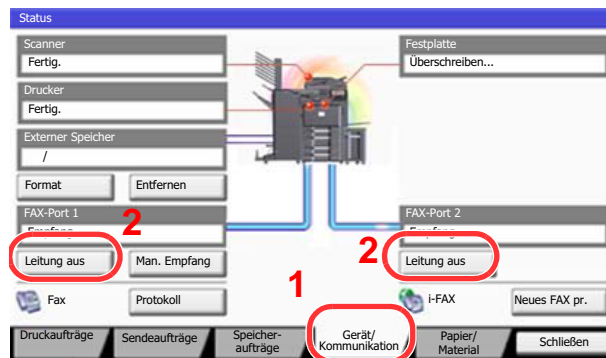 Status
Scanner
Fertig.
Festplatte
Überschreiben...
Drucker
Fertig.
Externer Speicher
/
Format
Entfernen
FAX-Port 1
2
Empfang
FAX-Port 2
Empfang
Leitung aus
Man. Empfang
2
Leitung aus
1
Fax
Protokoll
i-FAX
Neues FAX pr.
Druckaufträge
Sendeaufträge
Speicher-
aufträge
Gerät/
Kommunikation
Papier/
Material
Schließen